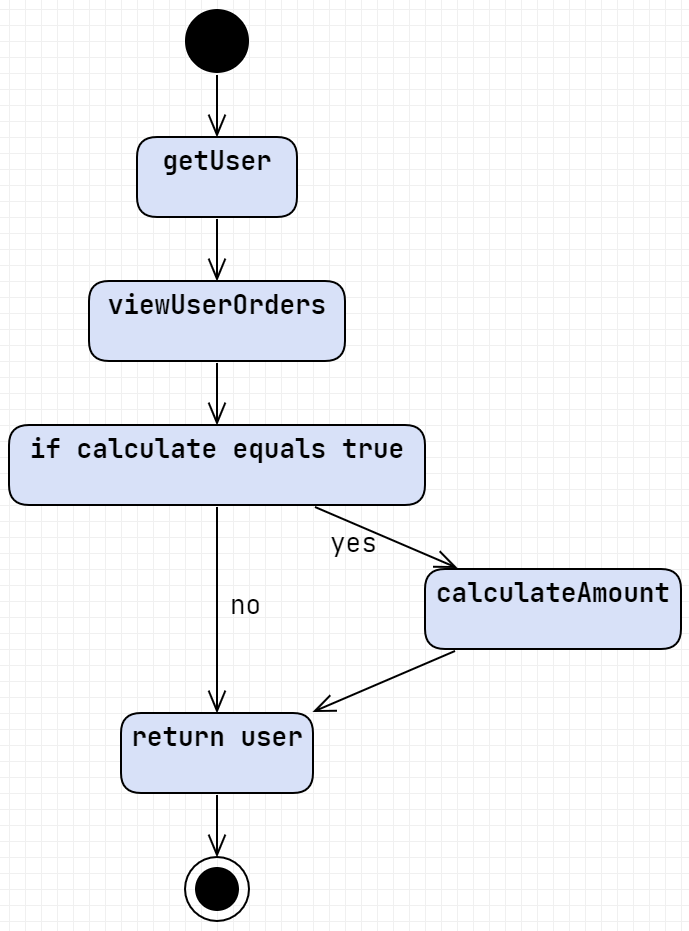 getUser
viewUserOrders
if calculate equals true
yes
calculateAmount
no
return user